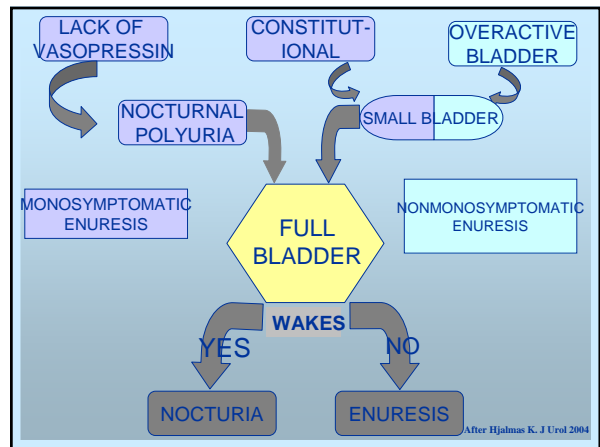 LACK OF
VASOPRESSIN
CONSTITUT-
IONAL
OVERACTIVE
BLADDER
NOCTURNAL
POLYURIA
SMALL BLADDER
MONOSYMPTOMATIC
ENURESIS
FULL
BLADDER
NONMONOSYMPTOMATIC
ENURESIS
WAKES
YES
NO
NOCTURIA
ENURESIS
After Hjalmas K. J Urol 2004